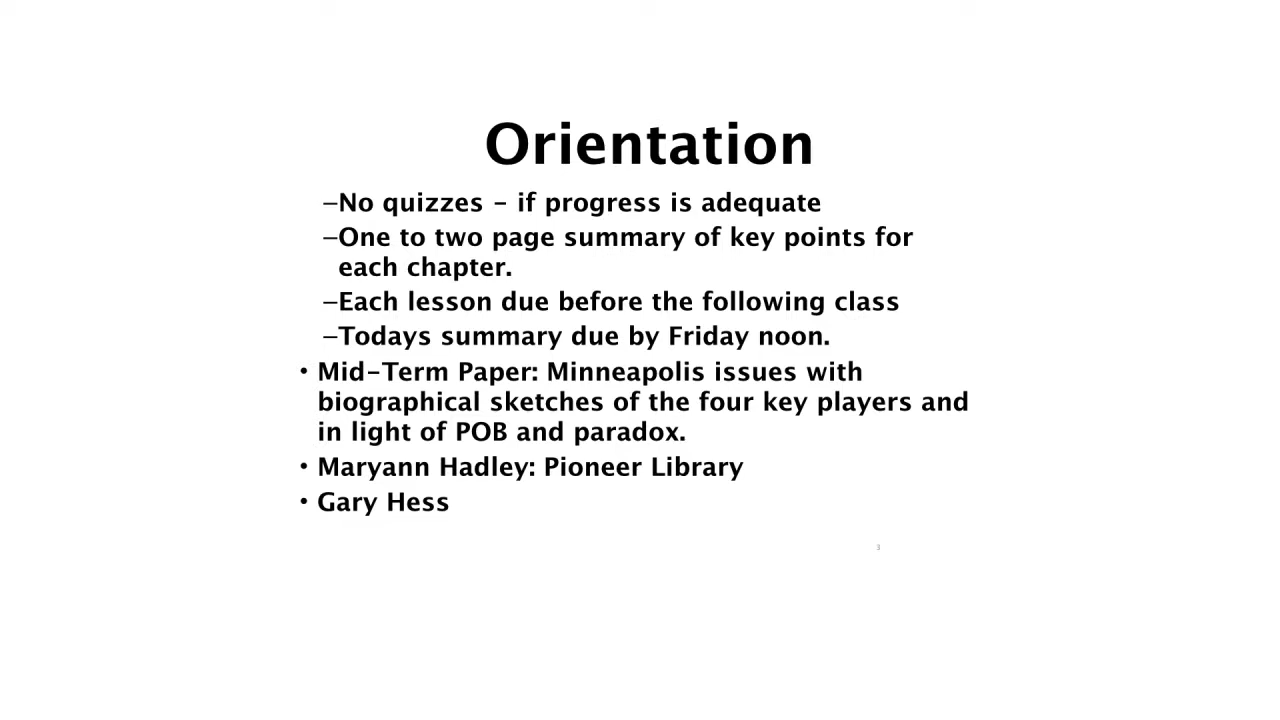 Orientation
–No quizzes – if progress is adequate
–One to two page summary of key points for
each chapter.
–Each lesson due before the following class
–Todays summary due by Friday noon.
• Mid–Term Paper: Minneapolis issues with
biographical sketches of the four key players and
in light of POB and paradox.
• Maryann Hadley: Pioneer Library
• Gary Hess
3